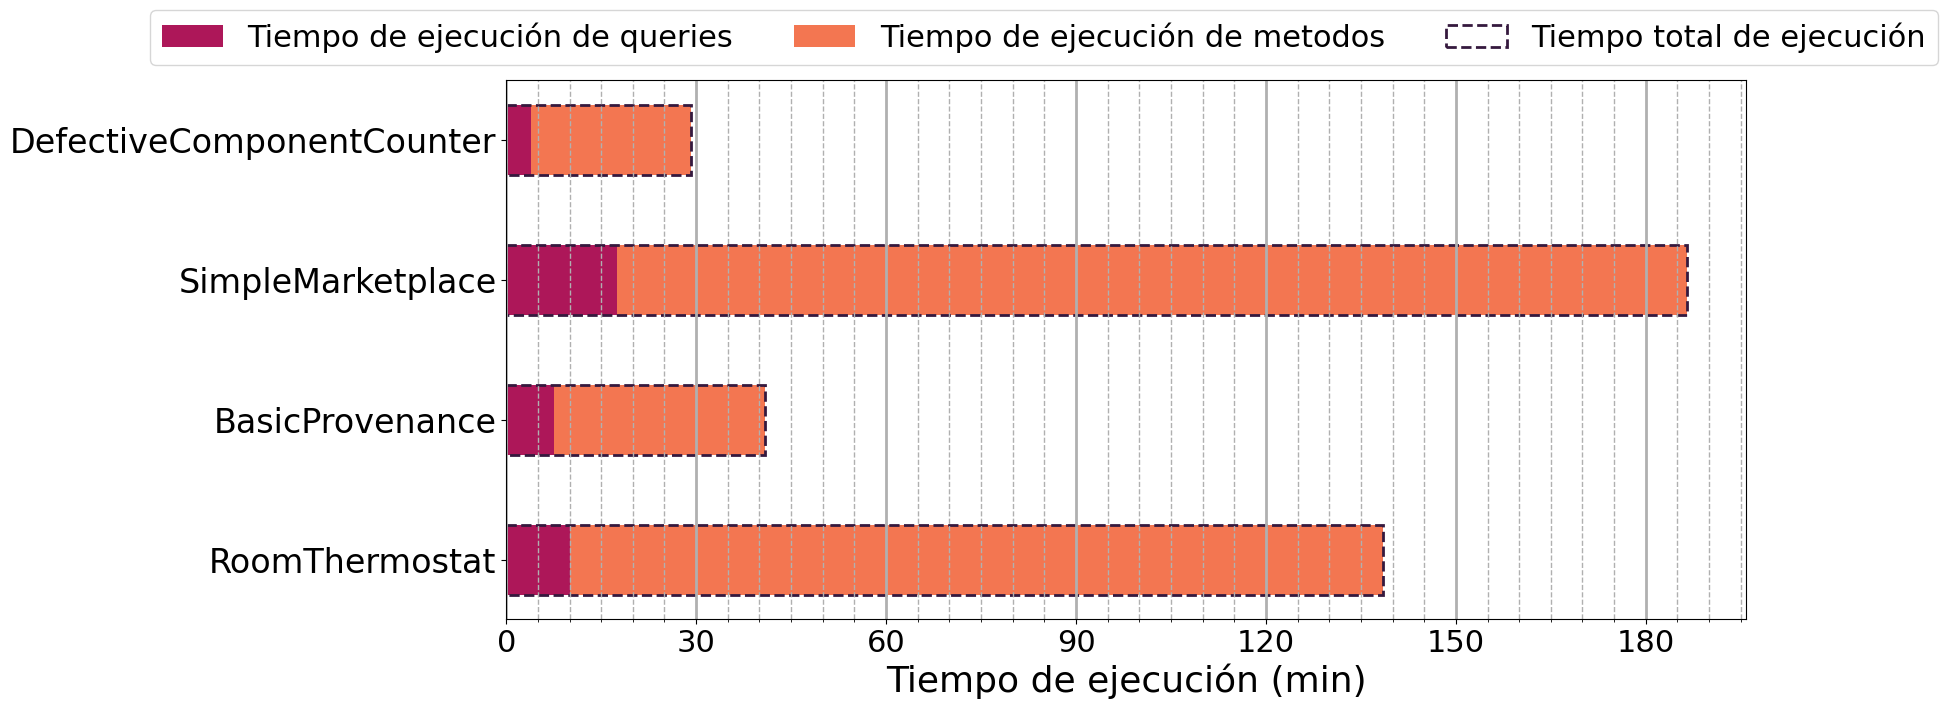 Tiempo de ejecución de queries
Tiempo de ejecución de metodos
Tiempo total de ejecución
DefectiveComponentCounter
SimpleMarketplace
BasicProvenance
RoomThermostat
0 30 60 90 120 150 180
Tiempo de ejecución (min)